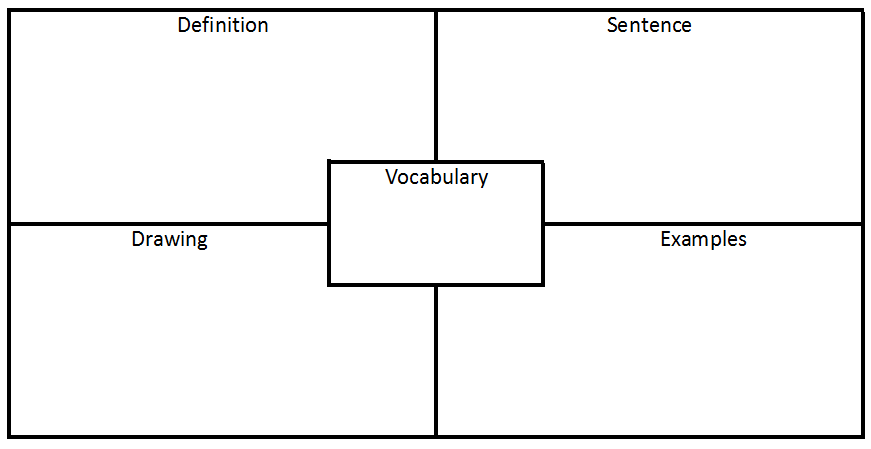 Definition
Sentence
Vocabulary
Drawing
Examples